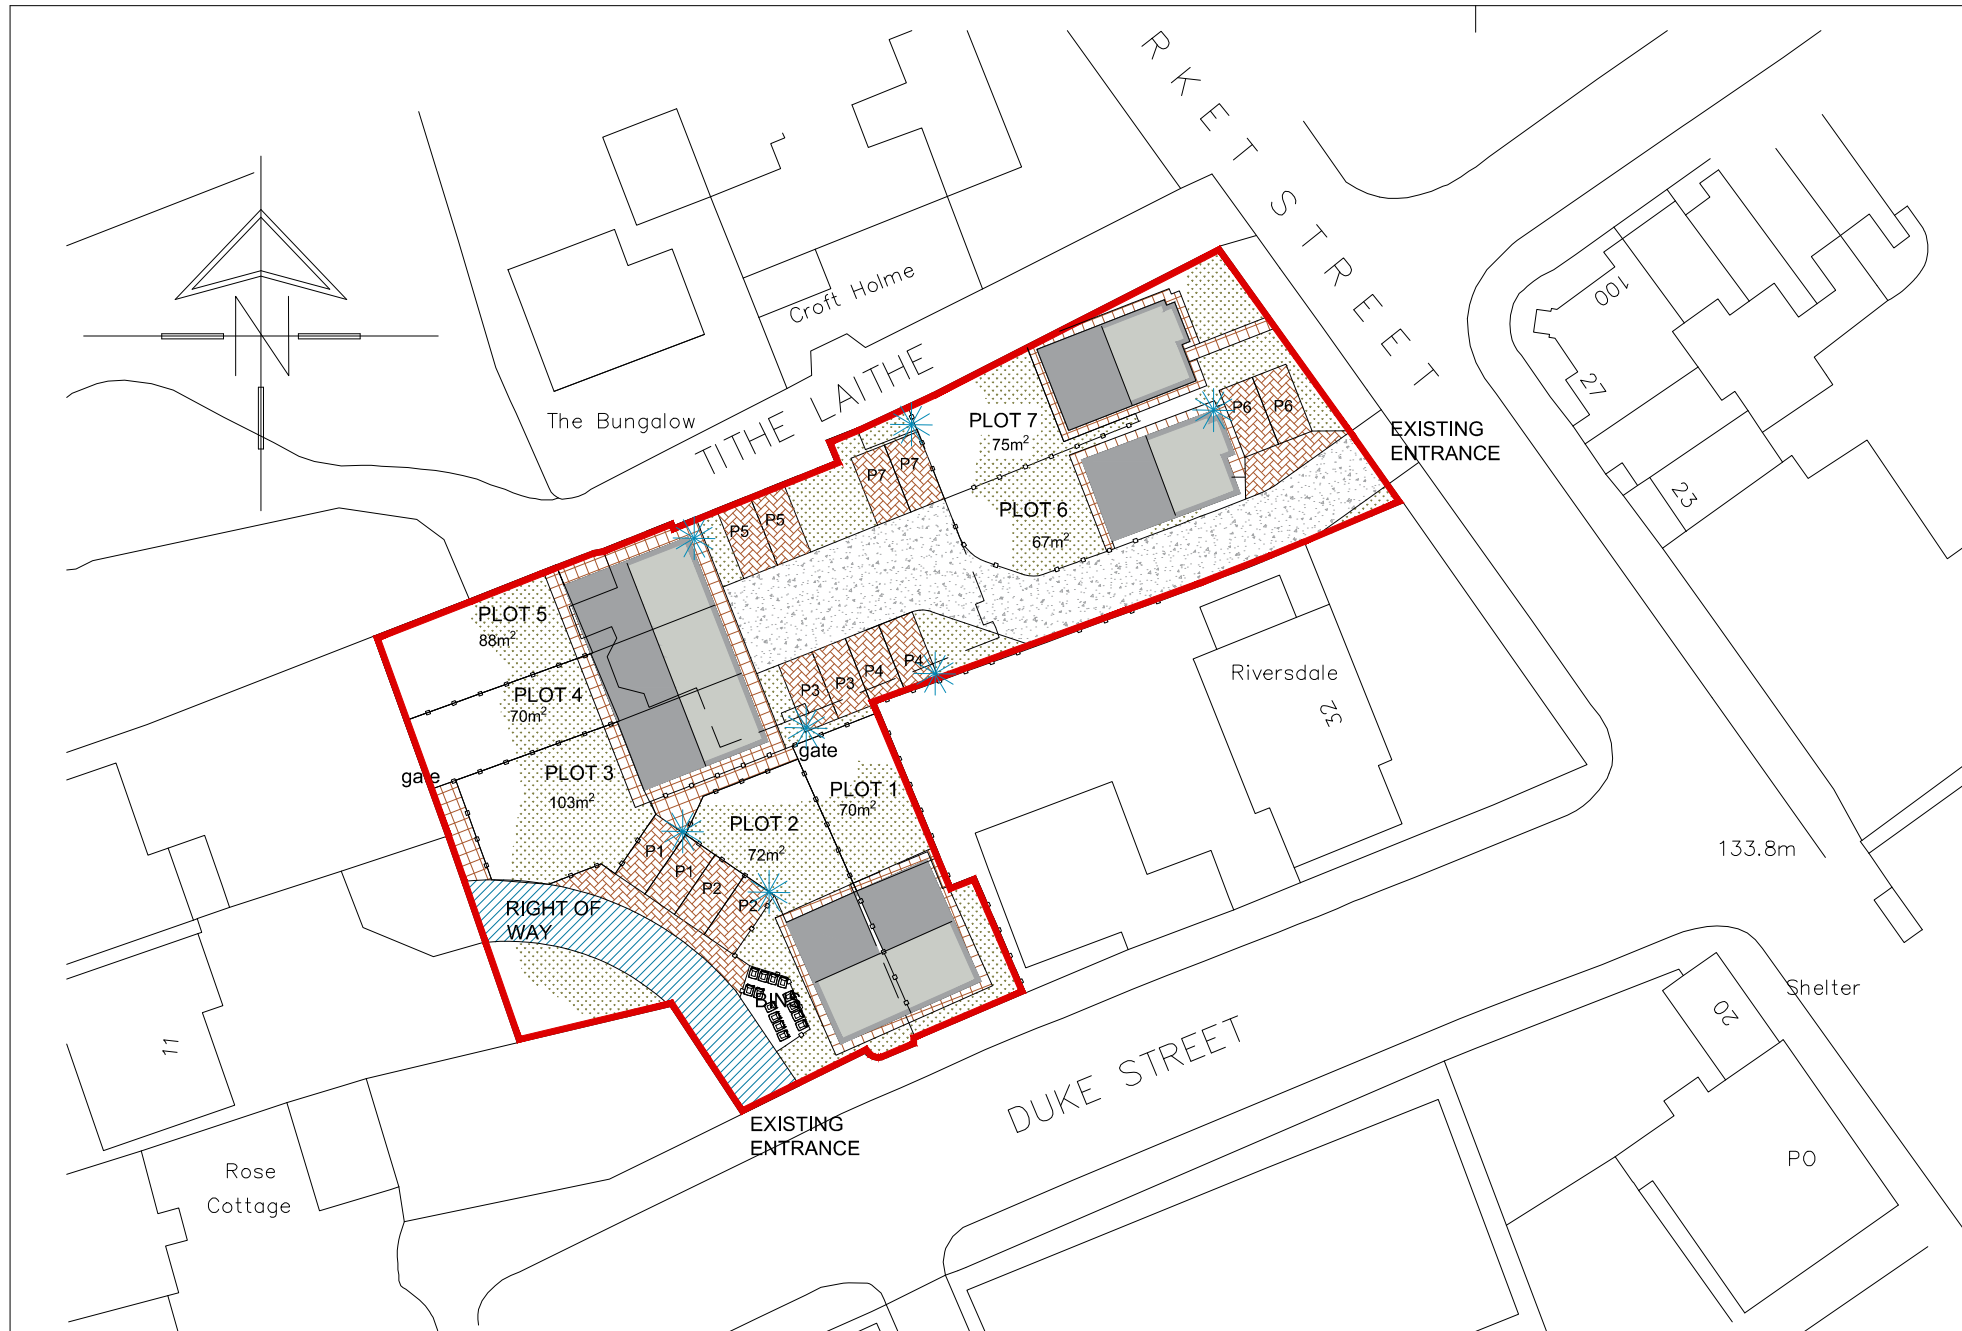 RKET STREET
N
100
27
23
Croft Holme
The Bungalow
TITHE LAITHE
PLOT 7
75m²
P6
P6
EXISTING
ENTRANCE
P7
P7
PLOT 6
67m²
P5
P5
PLOT 5
88m²
PLOT 4
70m²
P3
P3
P4
P4
Riversdale
32
gate
gate
PLOT 3
103m²
PLOT 1
70m²
PLOT 2
72m²
P1
P1
P2
P2
133.8m
RIGHT OF
WAY
BINS
Shelter
20
11
DUKE STREET
EXISTING
ENTRANCE
PO
Rose
Cottage